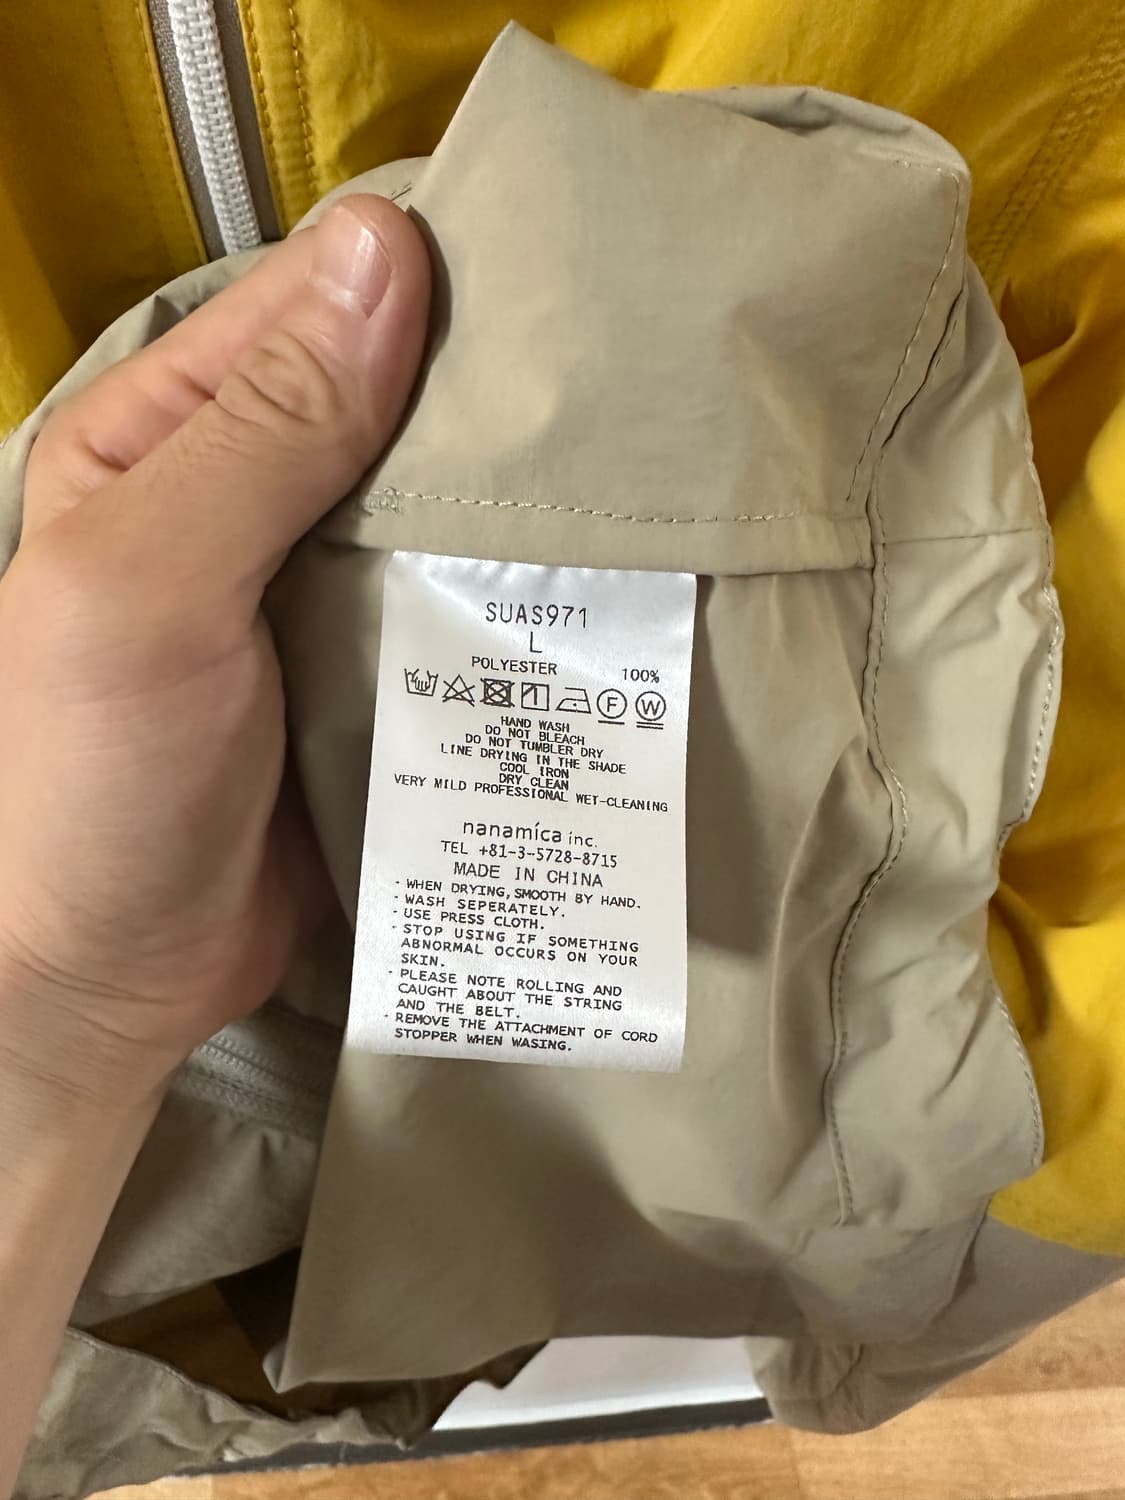 SUAS971
L
POLYESTER 100%
1 F W
HAND WASH
DO NOT BLEACH
DO NOT TUMBLER DRY
LINE DRYING IN THE SHADE
COOL IRON
DRY CLEAN
VERY MILD PROFESSIONAL WET-CLEANING
nanamíca inc.
TEL +81-3-5728-8715
MADE IN CHINA
・WHEN DRYING, SMOOTH BY HAND.
・WASH SEPERATELY.
・USE PRESS CLOTH.
・STOP USING IF SOMETHING
ABNORMAL OCCURS ON YOUR
SKIN.
・PLEASE NOTE ROLLING AND
CAUGHT ABOUT THE STRING
AND THE BELT.
・REMOVE THE ATTACHMENT OF CORD
STOPPER WHEN WASING.